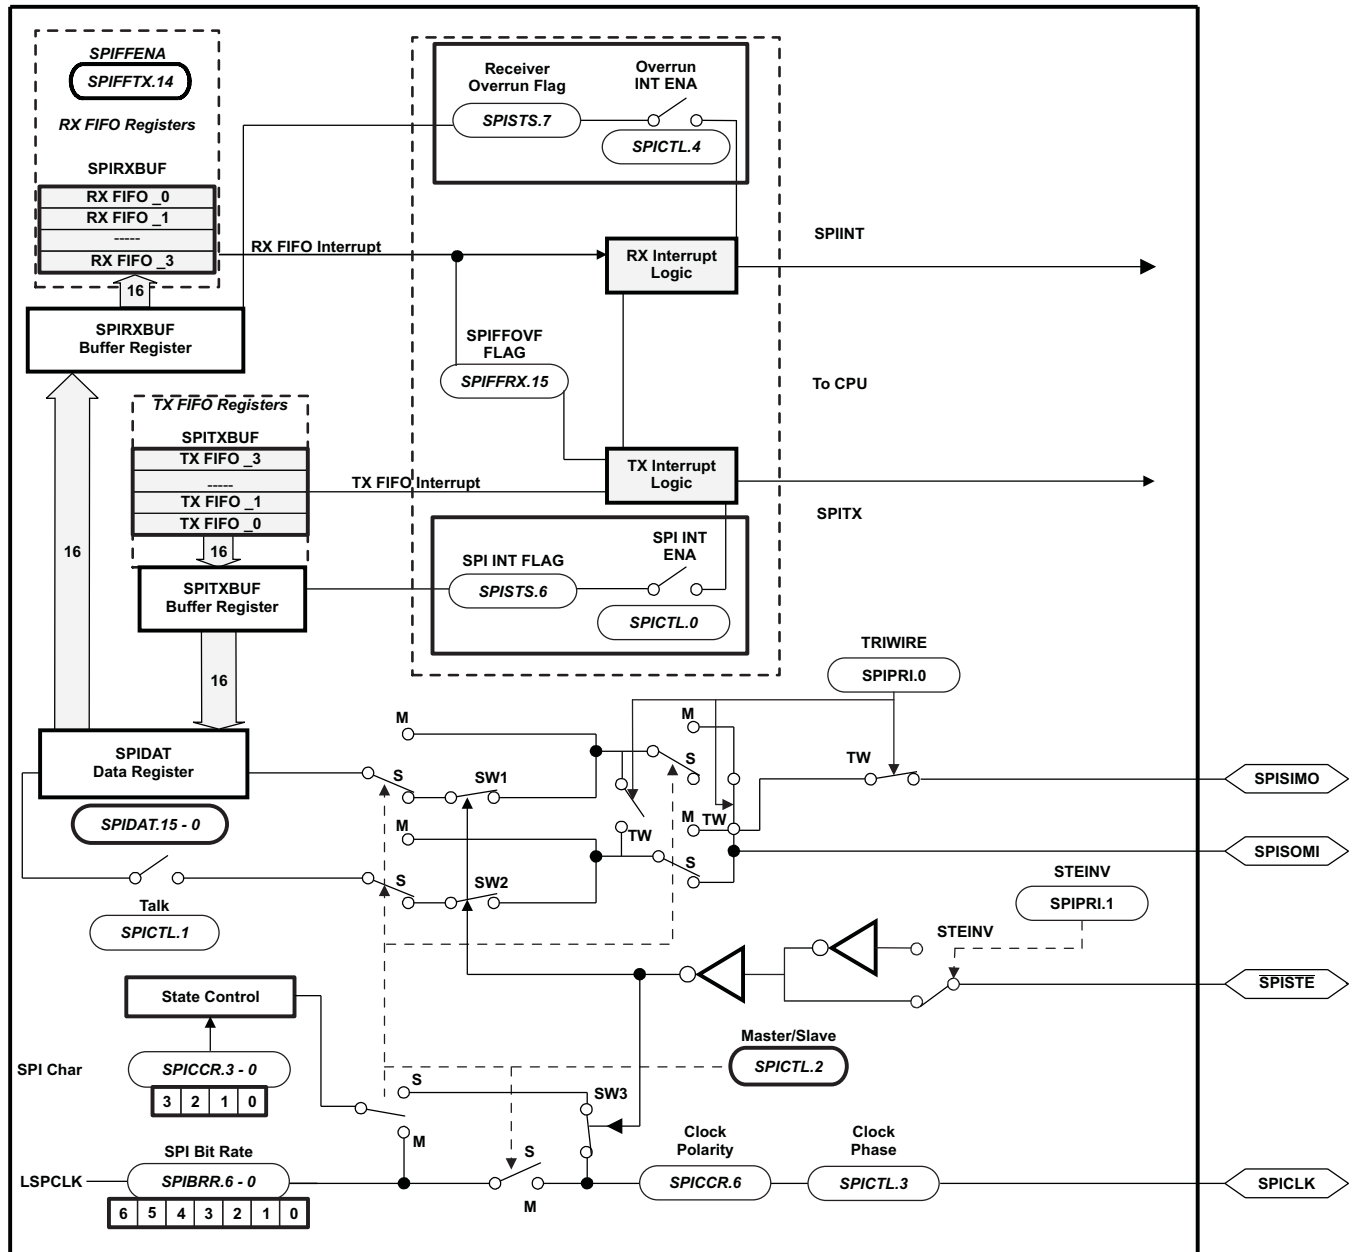 SPIFFENA
SPIFFTX.14
RX FIFO Registers
SPIRXBUF
RX FIFO _0
RX FIFO _1
-----
RX FIFO _3
16
SPIRXBUF
Buffer Register
Receiver
Overrun Flag
SPISTS.7
Overrun
INT ENA
SPICTL.4
RX FIFO Interrupt
RX Interrupt
Logic
SPIINT
SPIFFOVF
FLAG
SPIFFRX.15
To CPU
TX FIFO Registers
SPITXBUF
TX FIFO _3
-----
TX FIFO _1
TX FIFO _0
16
TX FIFO Interrupt
TX Interrupt
Logic
SPITX
16
SPITXBUF
Buffer Register
SPI INT FLAG
SPISTS.6
SPI INT
ENA
SPICTL.0
16
TRIWIRE
SPIPRI.0
SPIDAT
Data Register
SPIDAT.15 - 0
M
S
SW1
M
S
SW2
TW
M
S
M
TW
S
TW
SPISIMO
SPISOMI
Talk
SPICTL.1
STEINV
SPIPRI.1
STEINV
SPISTE
State Control
SPI Char
SPICCR.3 - 0
3 2 1 0
Master/Slave
SPICTL.2
S
M
SW3
S
M
SPI Bit Rate
LSPCLK
SPIBRR.6 - 0
6 5 4 3 2 1 0
Clock
Polarity
SPICCR.6
Clock
Phase
SPICTL.3
SPICLK